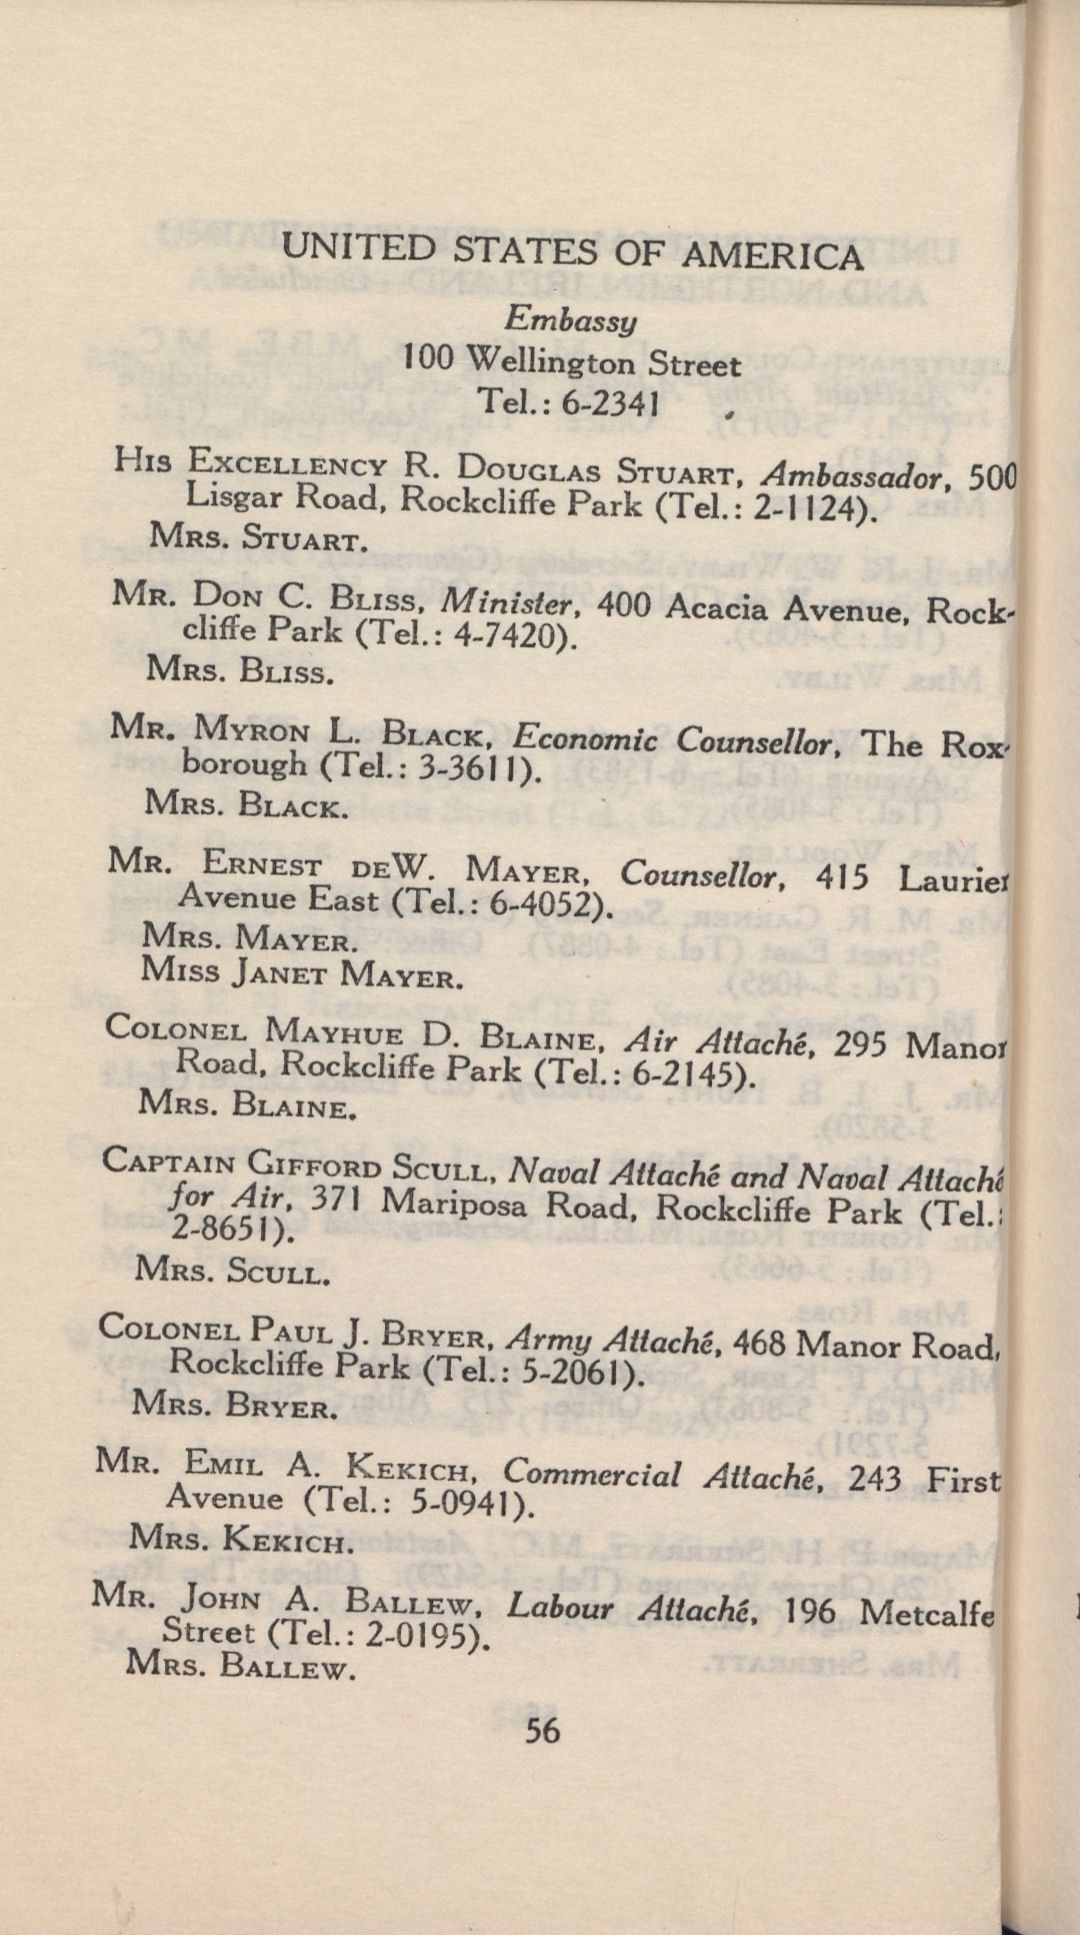 UNITED STATES OF AMERICA
Embassy
100 Wellington Street
Tel.: 6-2341
His Excellency R. Douglas Stuart, Ambassador, 500
Lisgar Road, Rockcliffe Park (Tel.: 2-1124).
Mrs. Stuart.
Mr. Don C. Bliss, Minister, 400 Acacia Avenue, Rock-
cliffe Park (Tel.: 4-7420).
Mrs. Bliss.
Mr. Myron L. Black, Economic Counsellor, The Rox-
borough (Tel.: 3-3611).
Mrs. Black.
Mr. Ernest deW. Mayer, Counsellor, 415 Laurier
Avenue East (Tel.: 6-4052).
Mrs. Mayer.
Miss Janet Mayer.
Colonel Mayhue D. Blaine, Air Attaché, 295 Manor
Road, Rockcliffe Park (Tel.: 6-2145).
Mrs. Blaine.
Captain Gifford Scull, Naval Attaché and Naval Attaché
for Air, 371 Mariposa Road, Rockcliffe Park (Tel.:
2-8651).
Mrs. Scull.
Colonel Paul J. Bryer, Army Attaché, 468 Manor Road,
Rockcliffe Park (Tel.: 5-2061).
Mrs. Bryer.
Mr. Emil A. Kekich, Commercial Attaché, 243 First
Avenue (Tel.: 5-0941).
Mrs. Kekich.
Mr. John A. Ballew, Labour Attaché, 196 Metcalfe
Street (Tel.: 2-0195).
Mrs. Ballew.
56